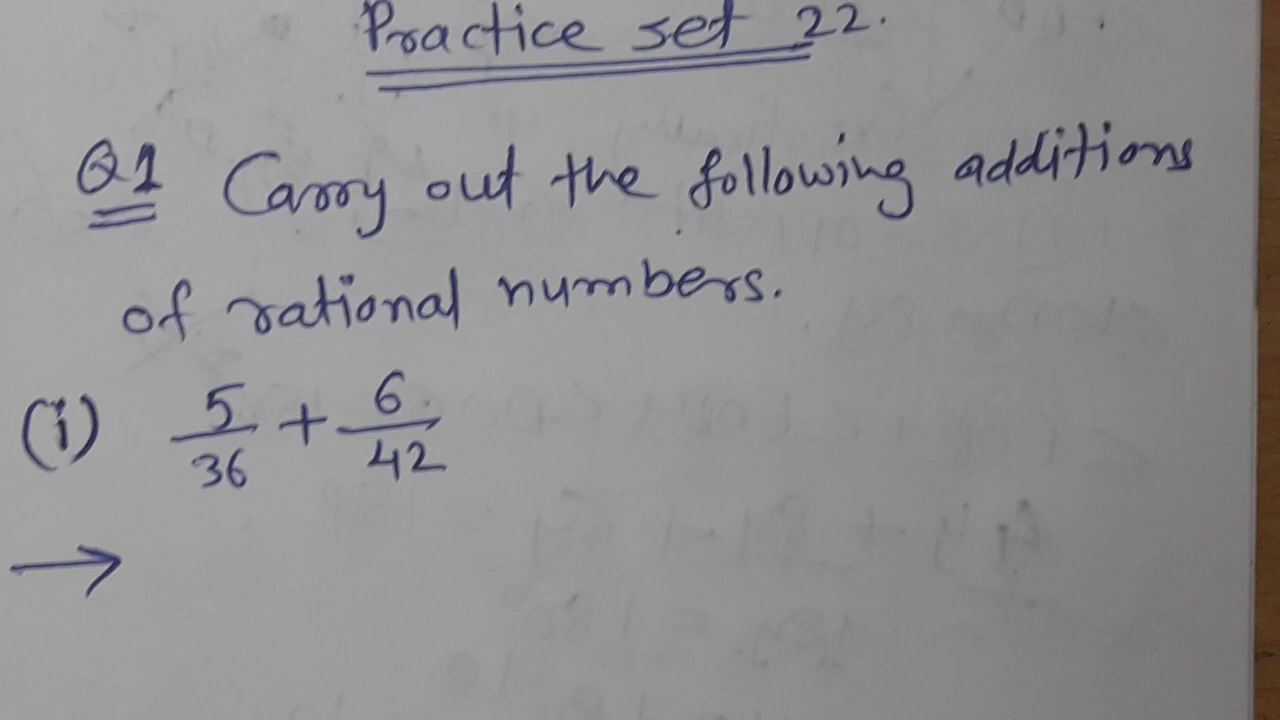 Practice set 22.
Q1 Carry out the following additions
of rational numbers.
(i) 5/36 + 6/42
→